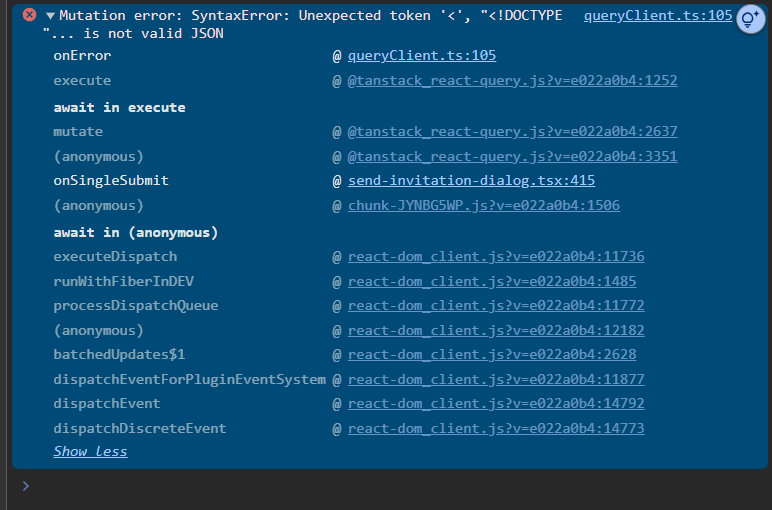 Mutation error: SyntaxError: Unexpected token '<', "<!DOCTYPE queryClient.ts:105
"... is not valid JSON
onError @ queryClient.ts:105
execute @ @tanstack_react-query.js?v=e022a0b4:1252
await in execute
mutate @ @tanstack_react-query.js?v=e022a0b4:2637
(anonymous) @ @tanstack_react-query.js?v=e022a0b4:3351
onSingleSubmit @ send-invitation-dialog.tsx:415
(anonymous) @ chunk-JYNBG5WP.js?v=e022a0b4:1506
await in (anonymous)
executeDispatch @ react-dom_client.js?v=e022a0b4:11736
runWithFiberInDEV @ react-dom_client.js?v=e022a0b4:1485
processDispatchQueue @ react-dom_client.js?v=e022a0b4:11772
(anonymous) @ react-dom_client.js?v=e022a0b4:12182
batchedUpdates$1 @ react-dom_client.js?v=e022a0b4:2628
dispatchEventForPluginEventSystem @ react-dom_client.js?v=e022a0b4:11877
dispatchEvent @ react-dom_client.js?v=e022a0b4:14792
dispatchDiscreteEvent @ react-dom_client.js?v=e022a0b4:14773
Show less